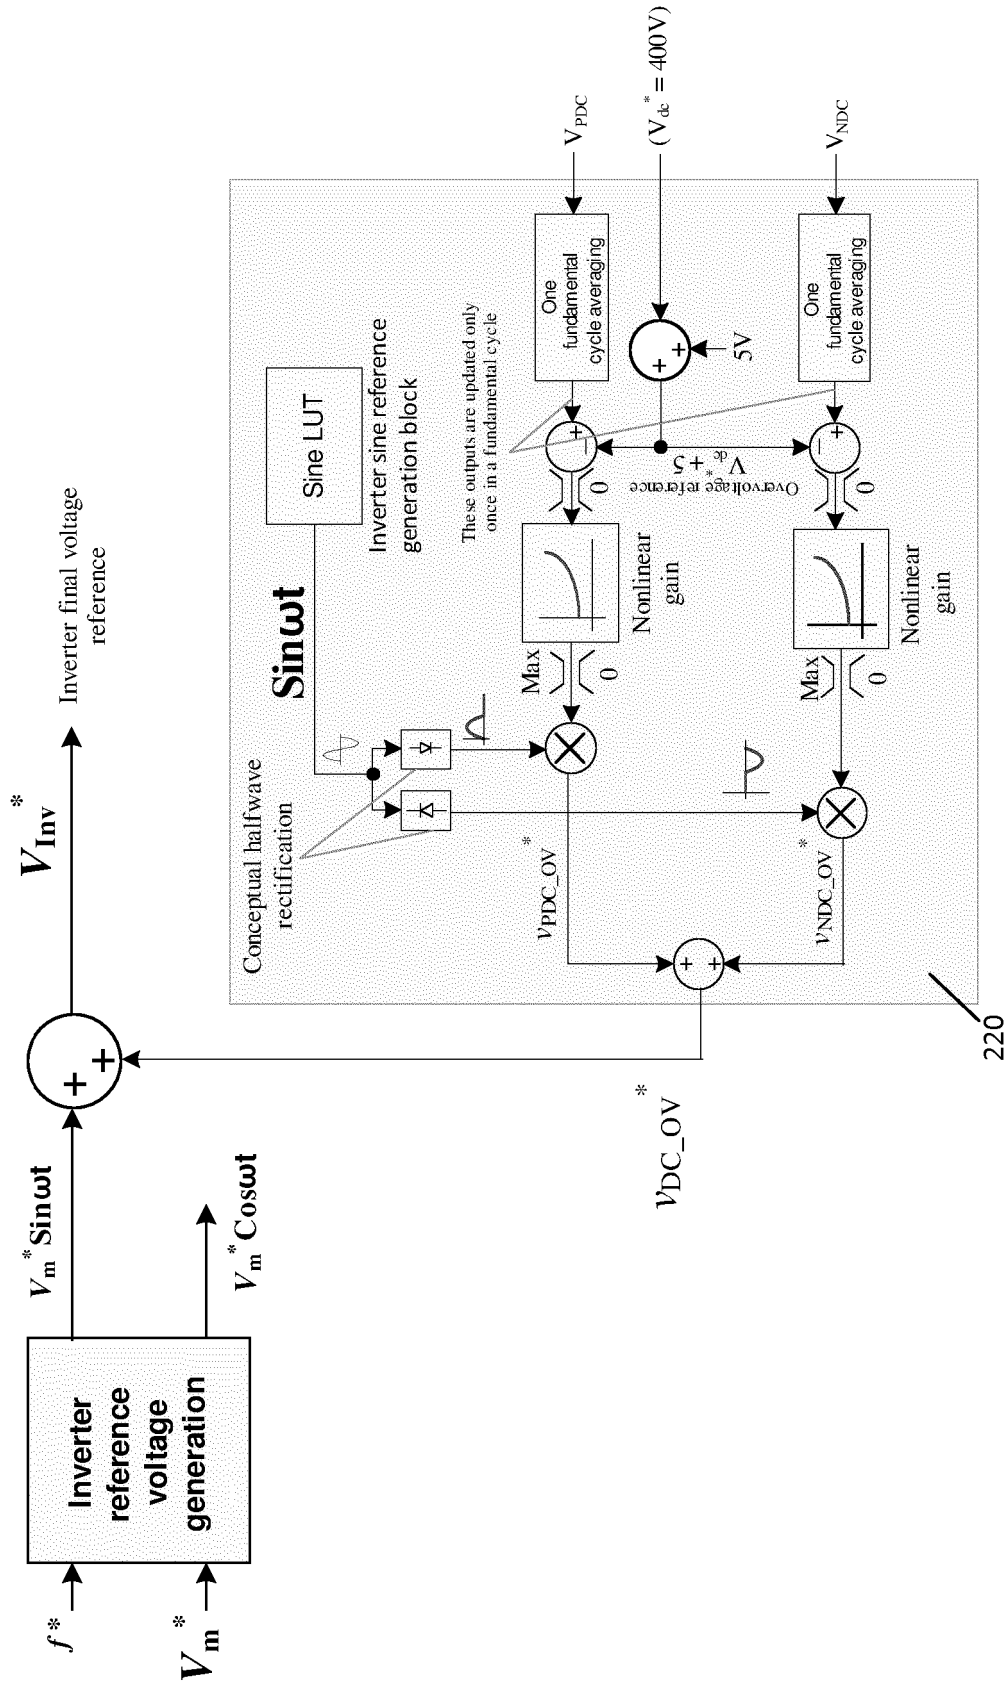 f*
V_m*
Inverter
reference
voltage
generation
V_m* Sinωt
V_m* Cosωt
+
+
V_Inv*
Inverter final voltage
reference
v_DC_OV*
220
Conceptual halfwave
rectification
Sinωt
Sine LUT
Inverter sine reference
generation block
These outputs are updated only
once in a fundamental cycle
v_PDC_OV*
Max
0
Nonlinear
gain
0
+
−
One
fundamental
cycle averaging
V_PDC
+
+
Overvoltage reference
V_dc* + 5
+
+
5V
(V_dc* = 400V)
v_NDC_OV*
Max
0
Nonlinear
gain
0
−
+
One
fundamental
cycle averaging
V_NDC